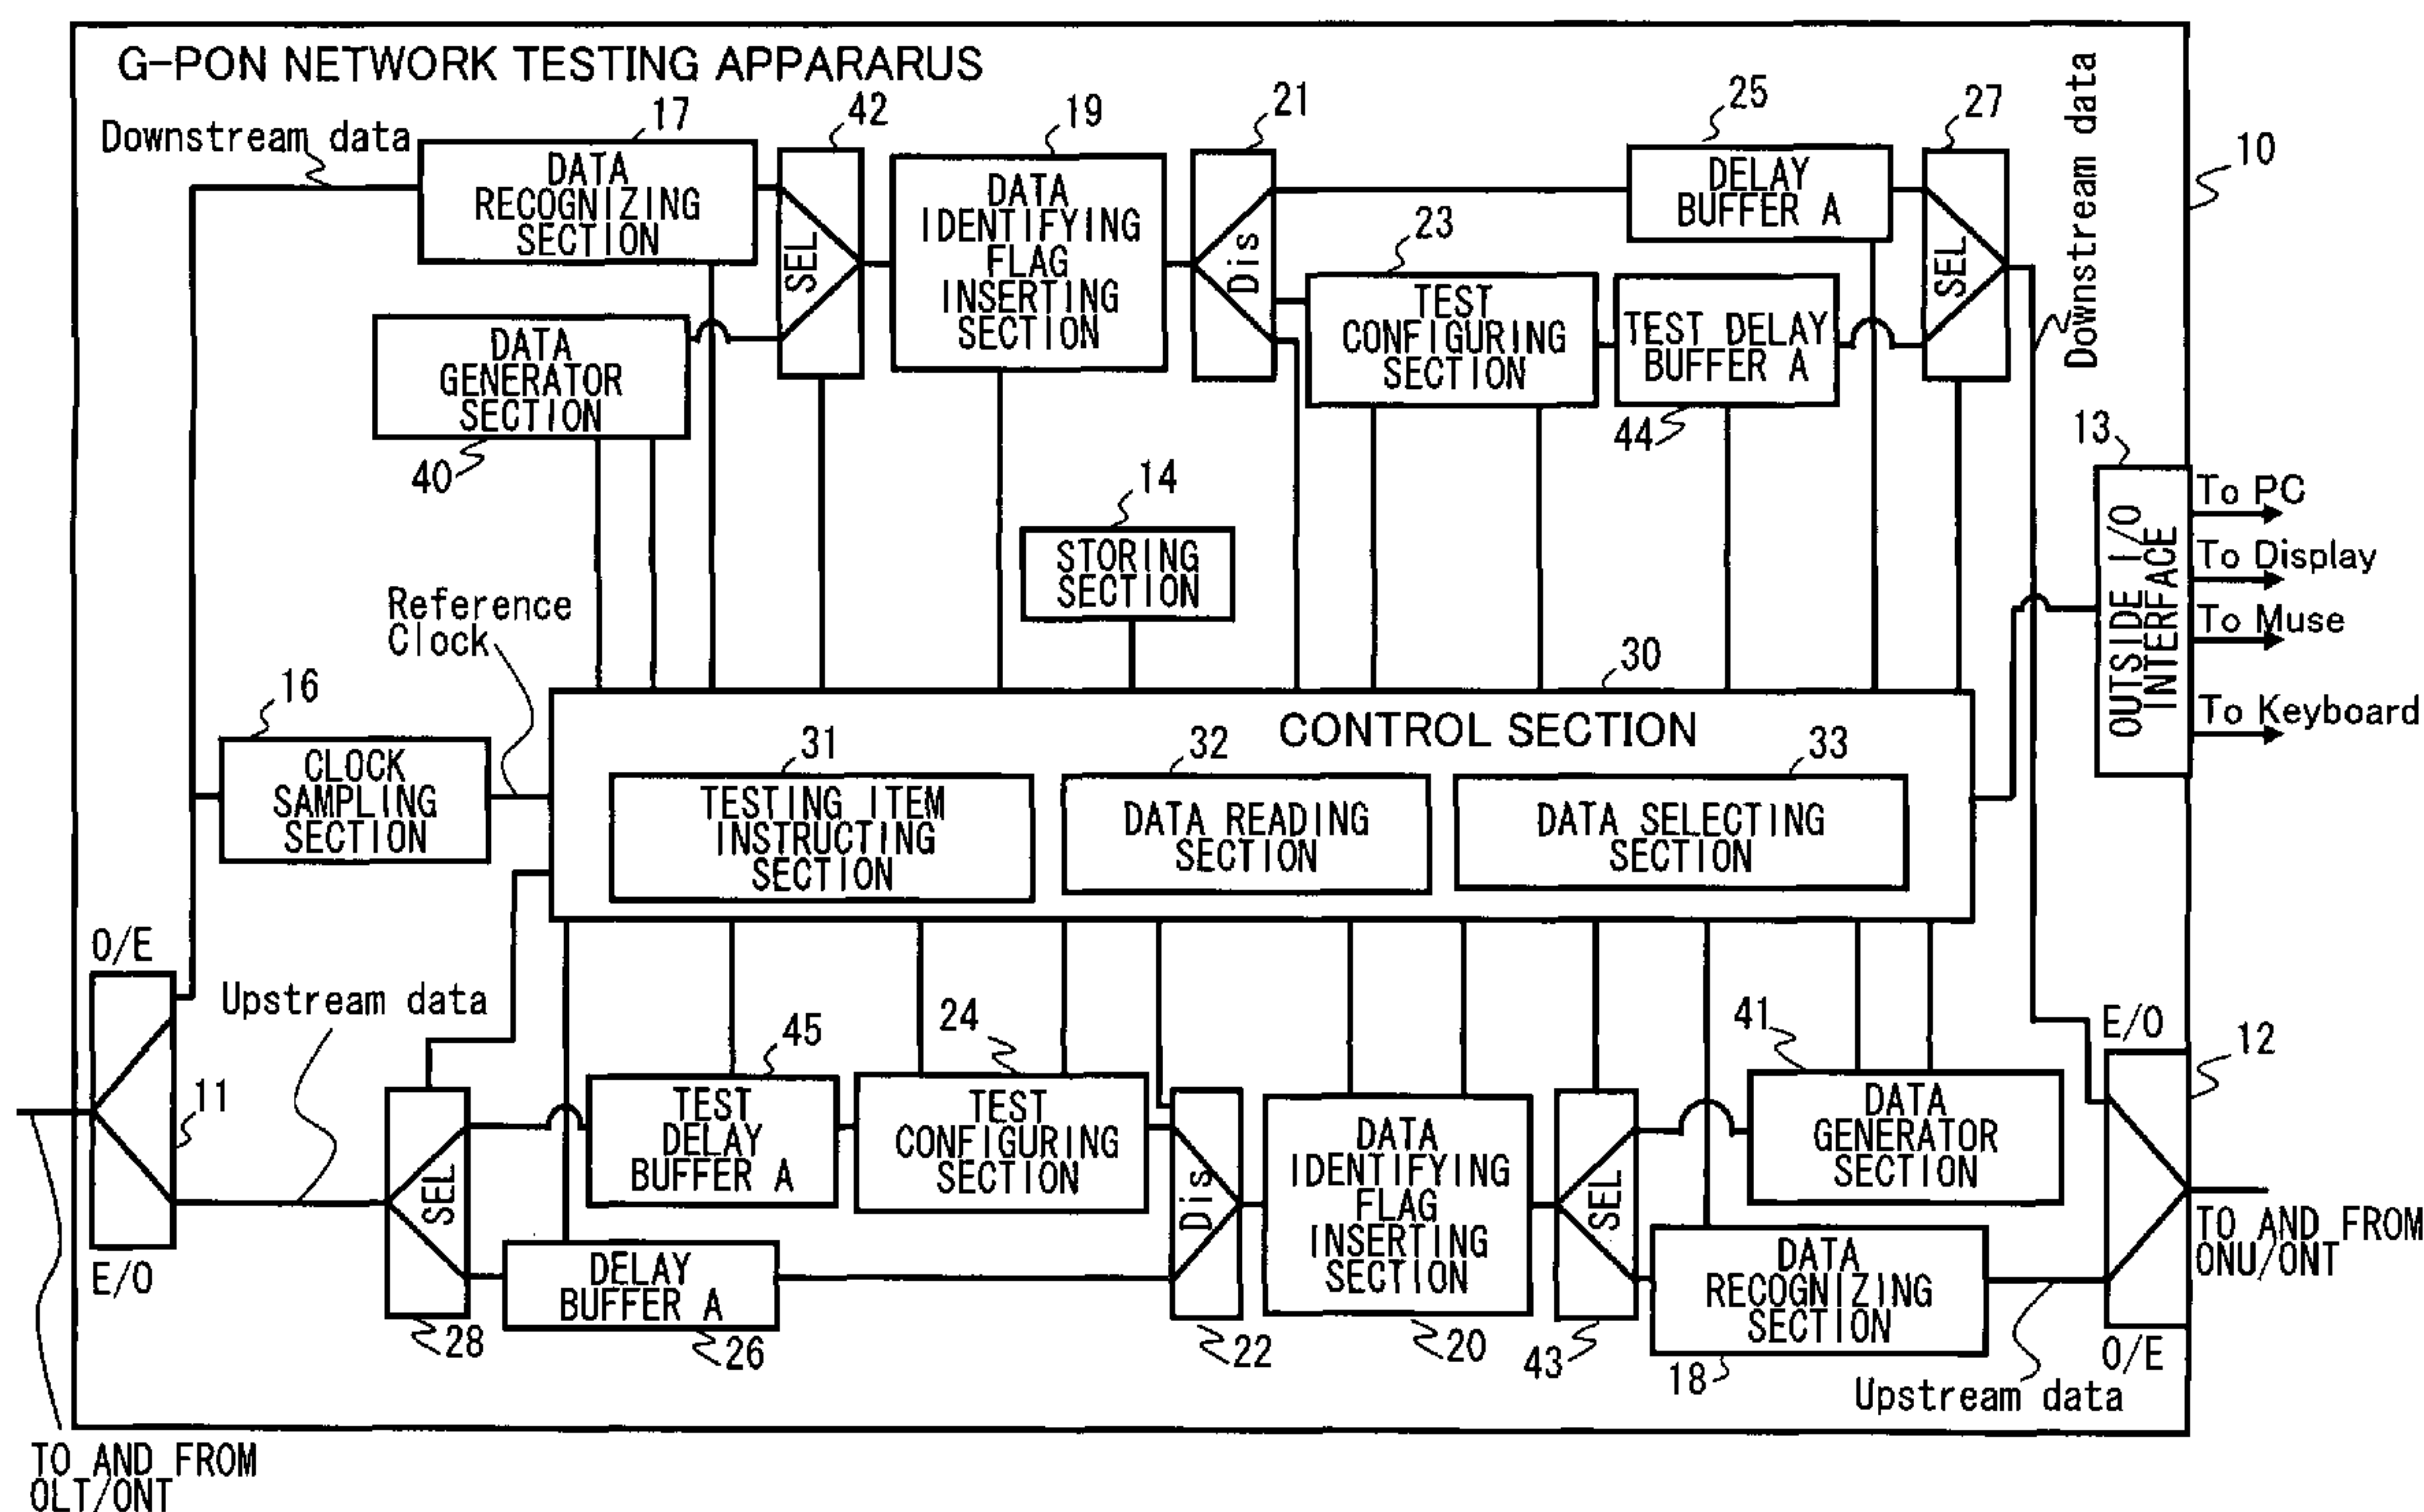 G-PON NETWORK TESTING APPARARUS
Downstream data
17
42
19
21
25
27
Downstream data
10
DATA
RECOGNIZING
SECTION
SEL
DATA
IDENTIFYING
FLAG
INSERTING
SECTION
Dis
DELAY
BUFFER A
SEL
23
DATA
GENERATOR
SECTION
40
TEST
CONFIGURING
SECTION
TEST DELAY
BUFFER A
44
13
14
STORING
SECTION
OUTSIDE I/O
INTERFACE
To PC
To Display
To Muse
To Keyboard
Reference
Clock
30
16
CLOCK
SAMPLING
SECTION
CONTROL SECTION
31
32
33
TESTING ITEM
INSTRUCTING
SECTION
DATA READING
SECTION
DATA SELECTING
SECTION
O/E
Upstream data
11
E/O
45
24
41
E/O
12
SEL
TEST
DELAY
BUFFER A
TEST
CONFIGURING
SECTION
Dis
DATA
IDENTIFYING
FLAG
INSERTING
SECTION
SEL
DATA
GENERATOR
SECTION
TO AND FROM
ONU/ONT
DELAY
BUFFER A
DATA
RECOGNIZING
SECTION
28
26
22
20
43
18
O/E
Upstream data
TO AND FROM
OLT/ONT